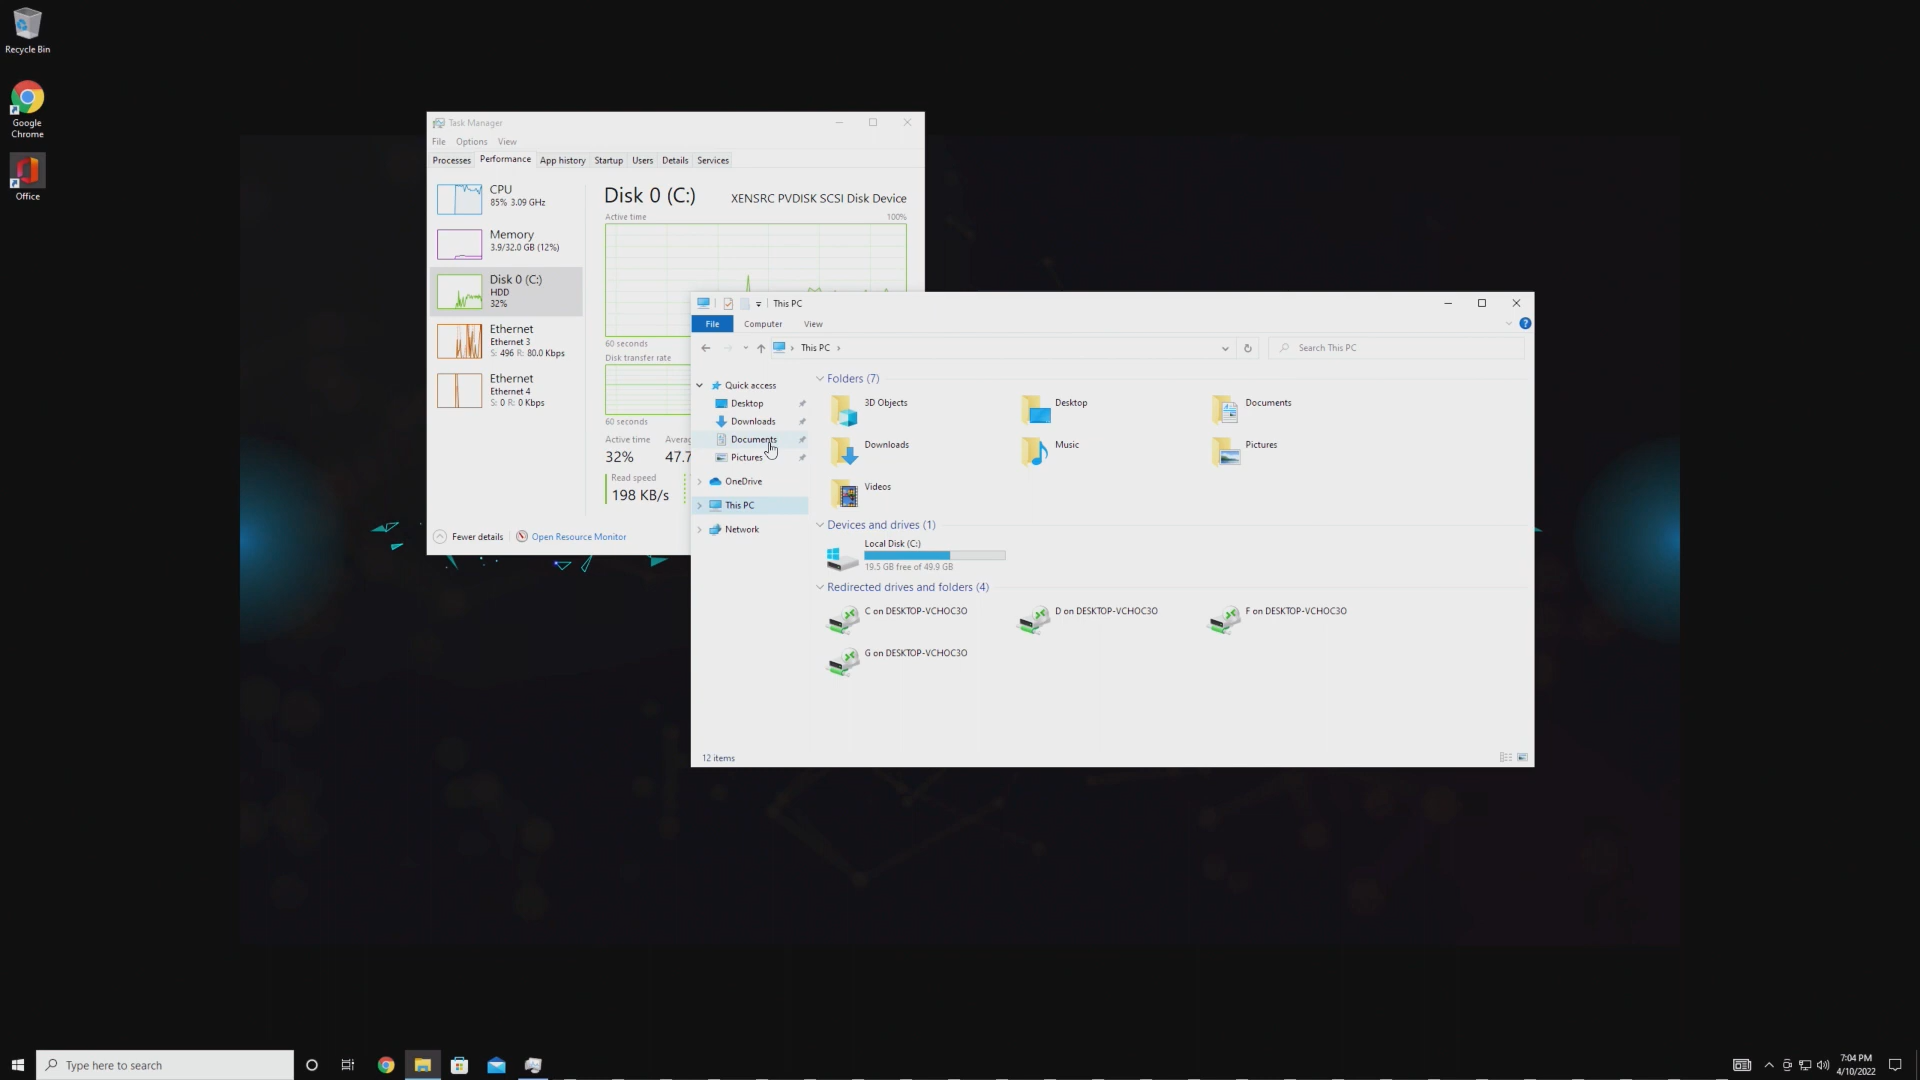 Recycle Bin
Google
Chrome
Office
Task Manager
File Options View
Processes Performance App history Startup Users Details Services
CPU
85% 3.09 GHz
Memory
3.9/32.0 GB (12%)
Disk 0 (C:)
HDD
32%
Ethernet
Ethernet 3
S: 496 R: 80.0 Kbps
Ethernet
Ethernet 4
S: 0 R: 0 Kbps
Disk 0 (C:) XENSRC PVDISK SCSI Disk Device
Active time 100%
60 seconds
Disk transfer rate
60 seconds
Active time Averag
32% 47.7
Read speed
198 KB/s
Fewer details Open Resource Monitor
This PC
File Computer View
This PC
Search This PC
Quick access
Desktop
Downloads
Documents
Pictures
OneDrive
This PC
Network
Folders (7)
3D Objects Desktop Documents
Downloads Music Pictures
Videos
Devices and drives (1)
Local Disk (C:)
19.5 GB free of 49.9 GB
Redirected drives and folders (4)
C on DESKTOP-VCHOC3O D on DESKTOP-VCHOC3O F on DESKTOP-VCHOC3O
G on DESKTOP-VCHOC3O
12 items
Type here to search
7:04 PM
4/10/2022